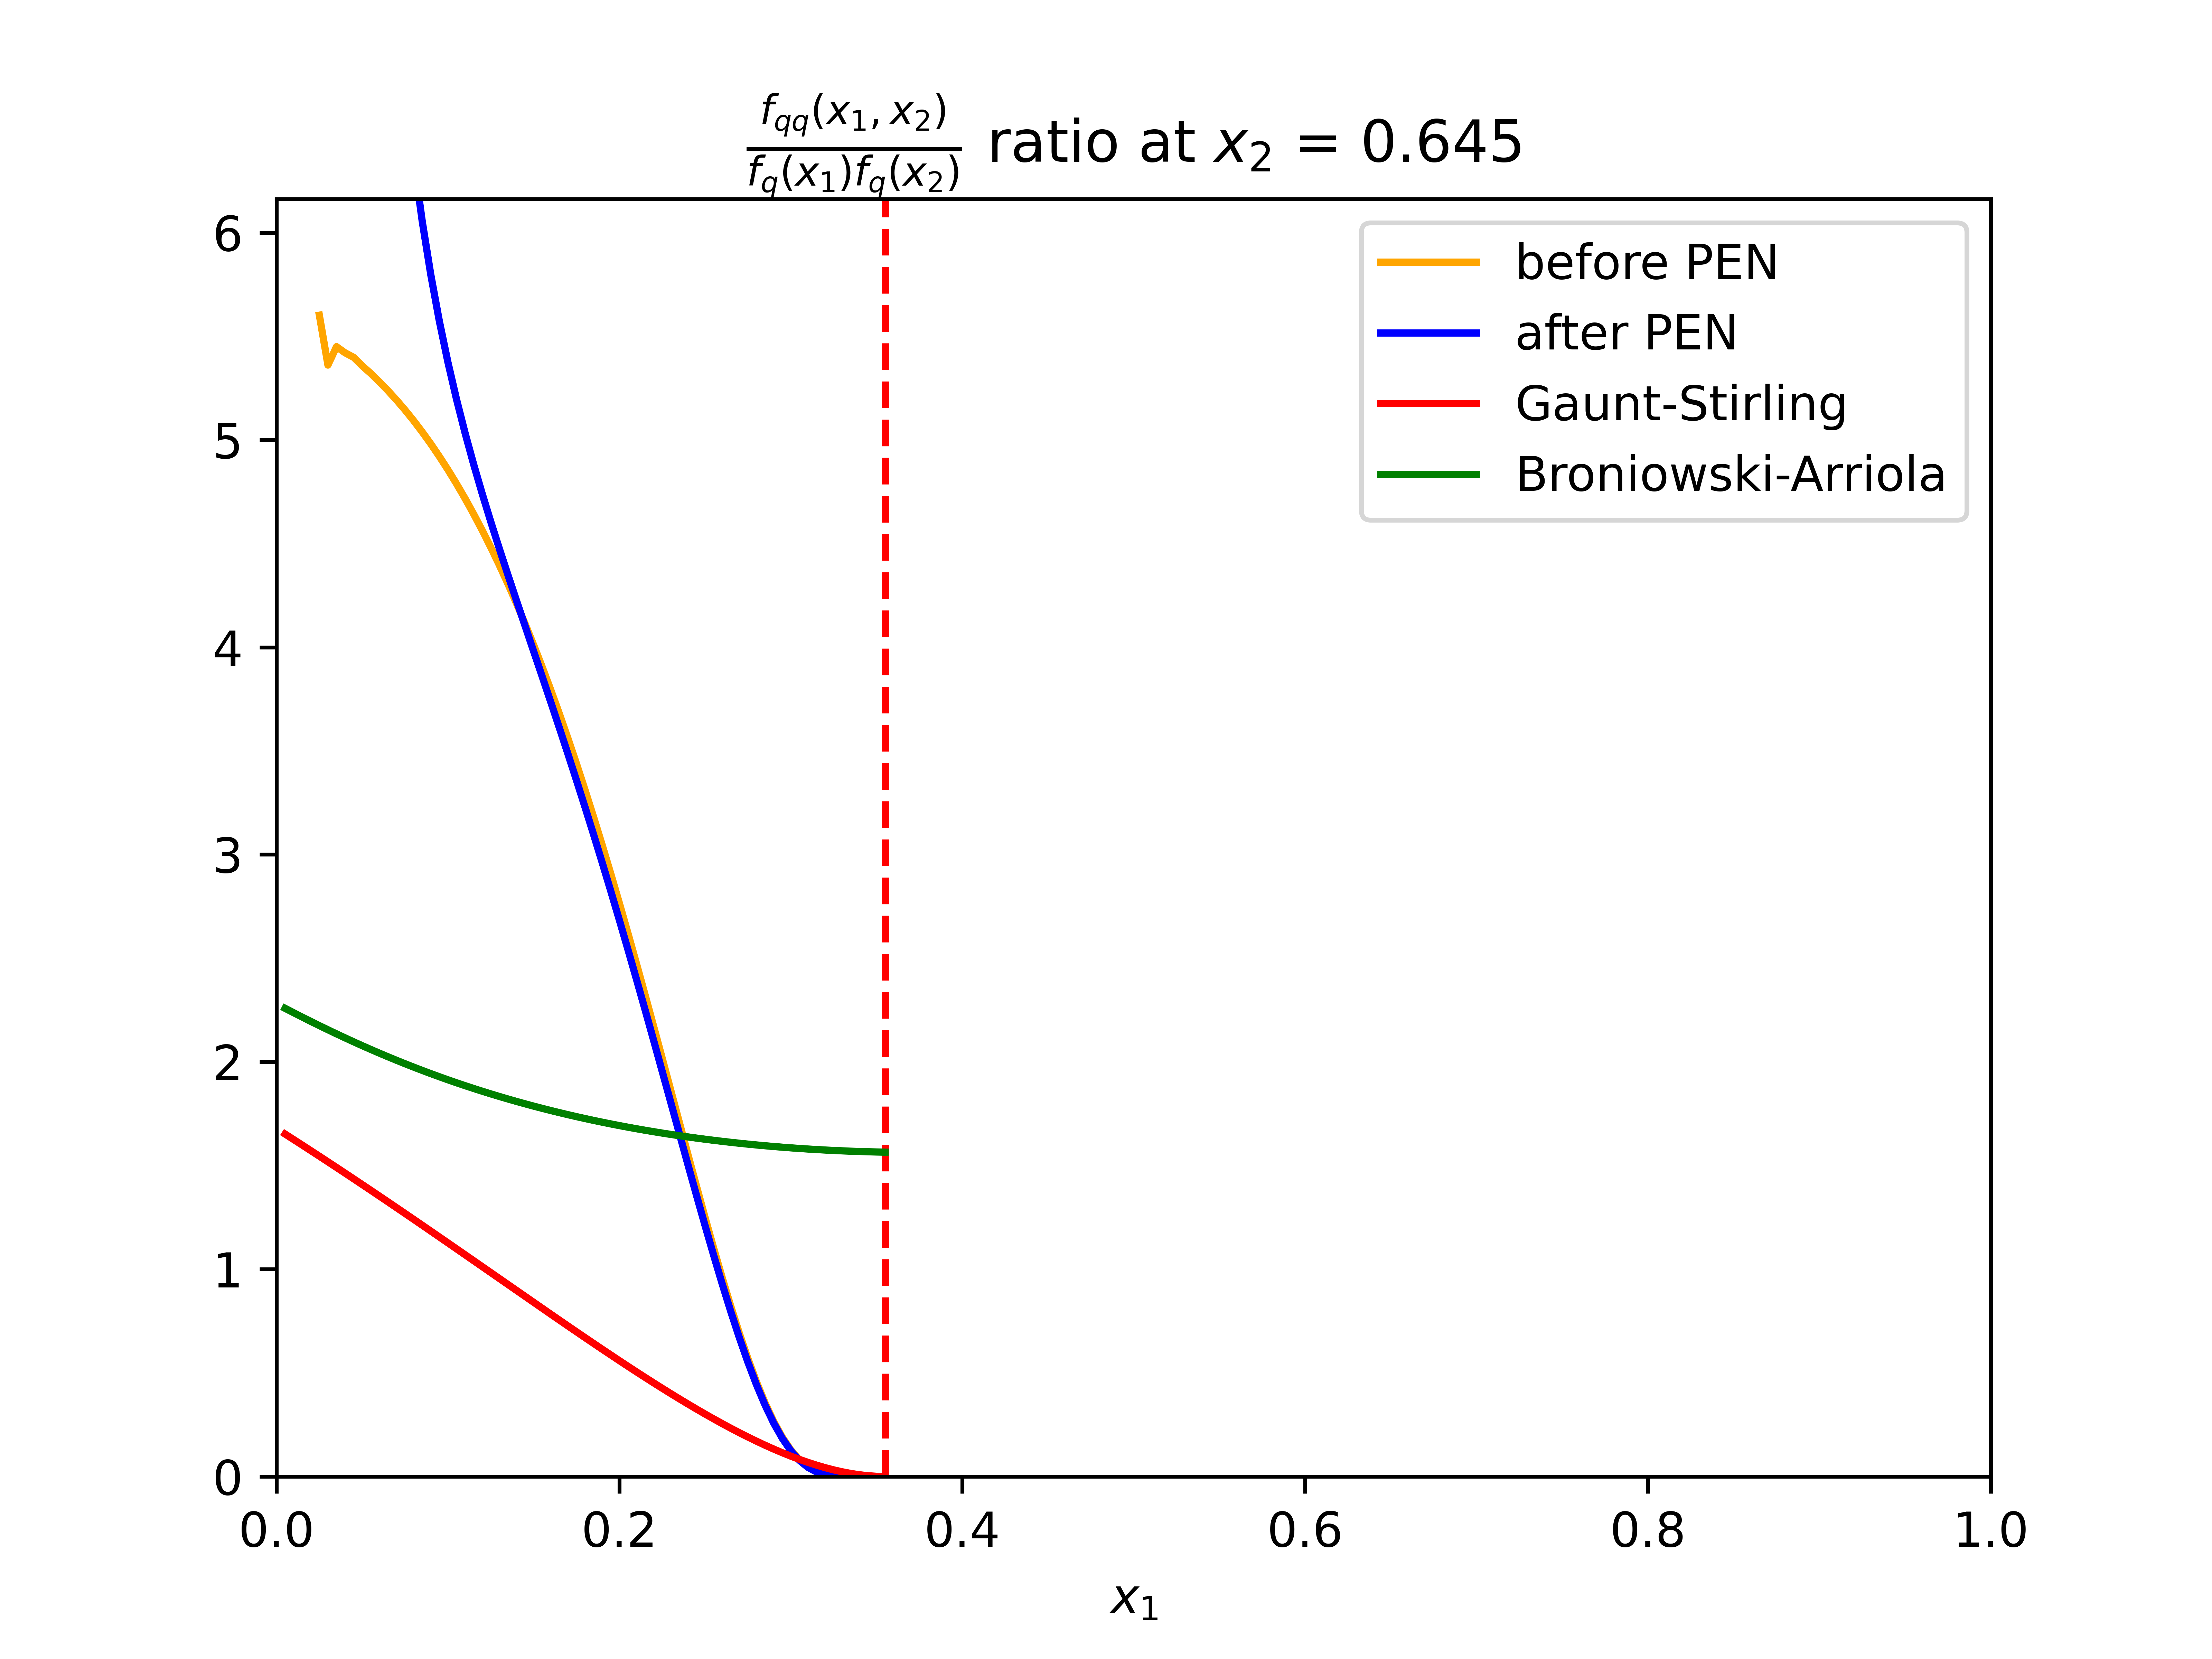 f_{qq}(x_1, x_2)
f_q(x_1)f_q(x_2) ratio at x_2 = 0.645
before PEN
after PEN
Gaunt-Stirling
Broniowski-Arriola
6
5
4
3
2
1
0
0.0 0.2 0.4 0.6 0.8 1.0
x_1